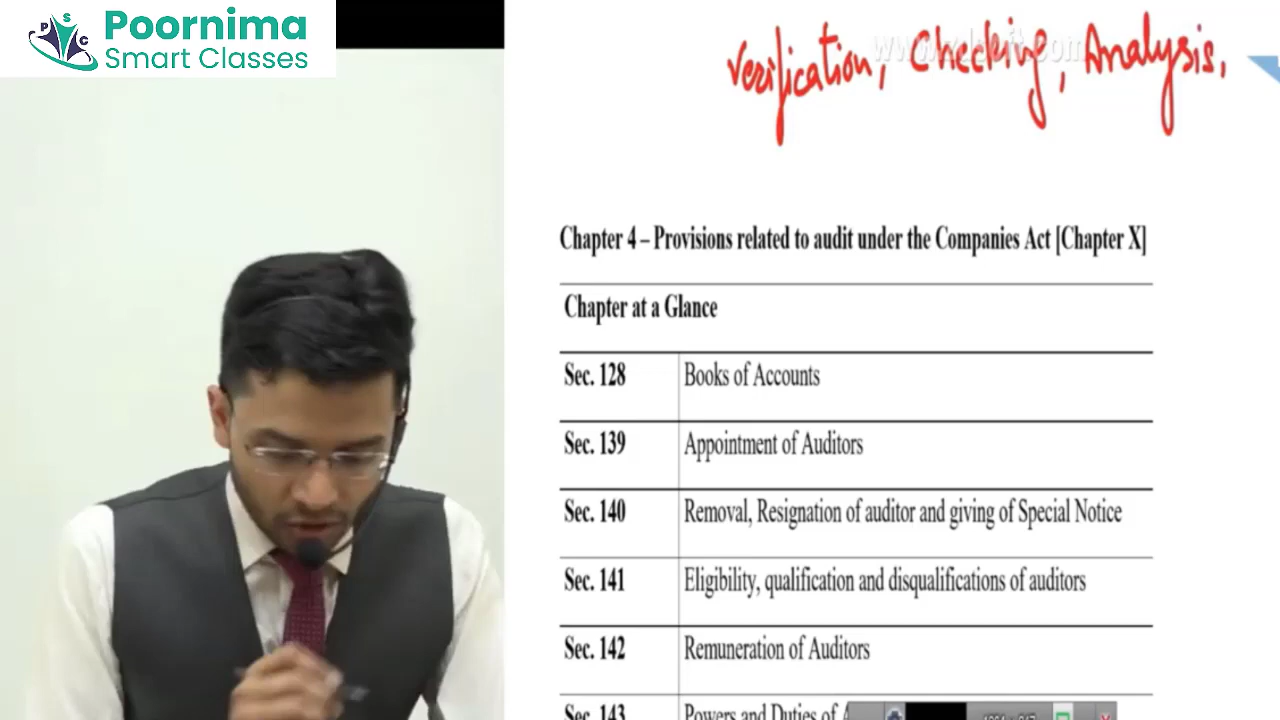 Poornima
Smart Classes
PSC
verification, Checking, Analysis,
Chapter 4 – Provisions related to audit under the Companies Act [Chapter X]
Chapter at a Glance
Sec. 128 Books of Accounts
Sec. 139 Appointment of Auditors
Sec. 140 Removal, Resignation of auditor and giving of Special Notice
Sec. 141 Eligibility, qualification and disqualifications of auditors
Sec. 142 Remuneration of Auditors
Sec. 143 Powers and Duties of